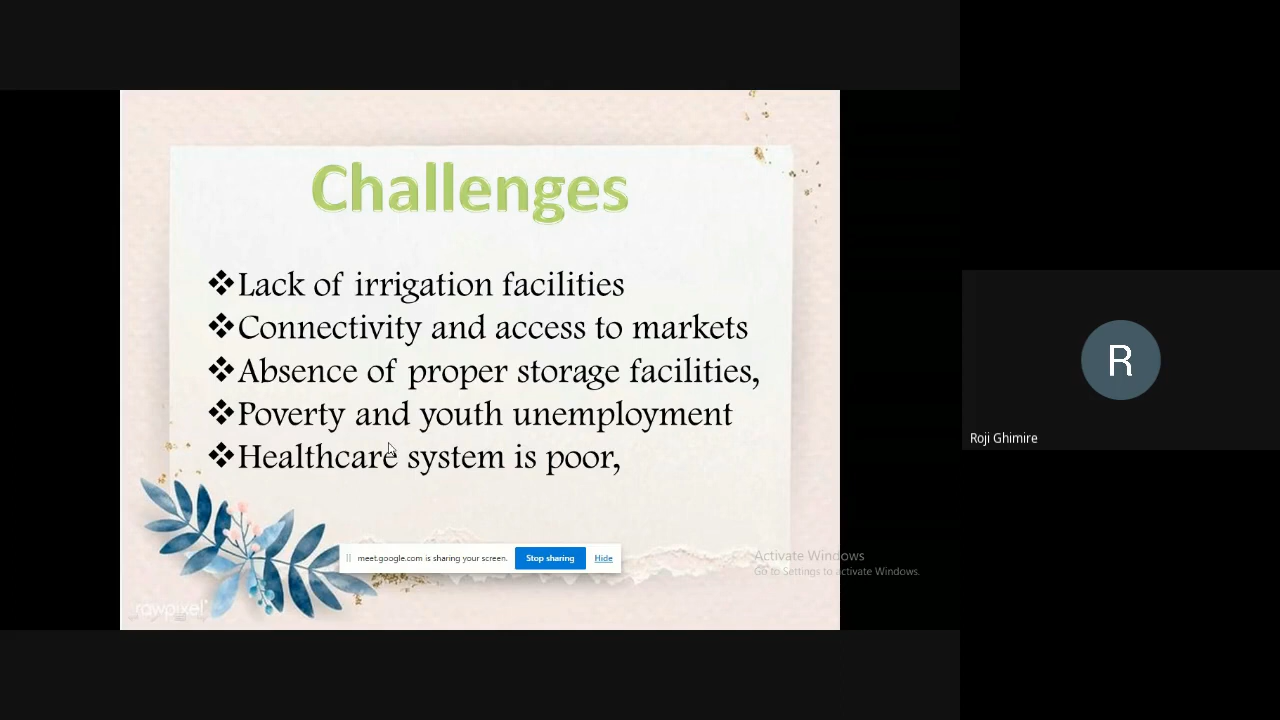 Challenges
❖Lack of irrigation facilities
❖Connectivity and access to markets
❖Absence of proper storage facilities,
❖Poverty and youth unemployment
❖Healthcare system is poor,
meet.google.com is sharing your screen. Stop sharing Hide
Activate Windows
Go to Settings to activate Windows.
rawpixel
R
Roji Ghimire